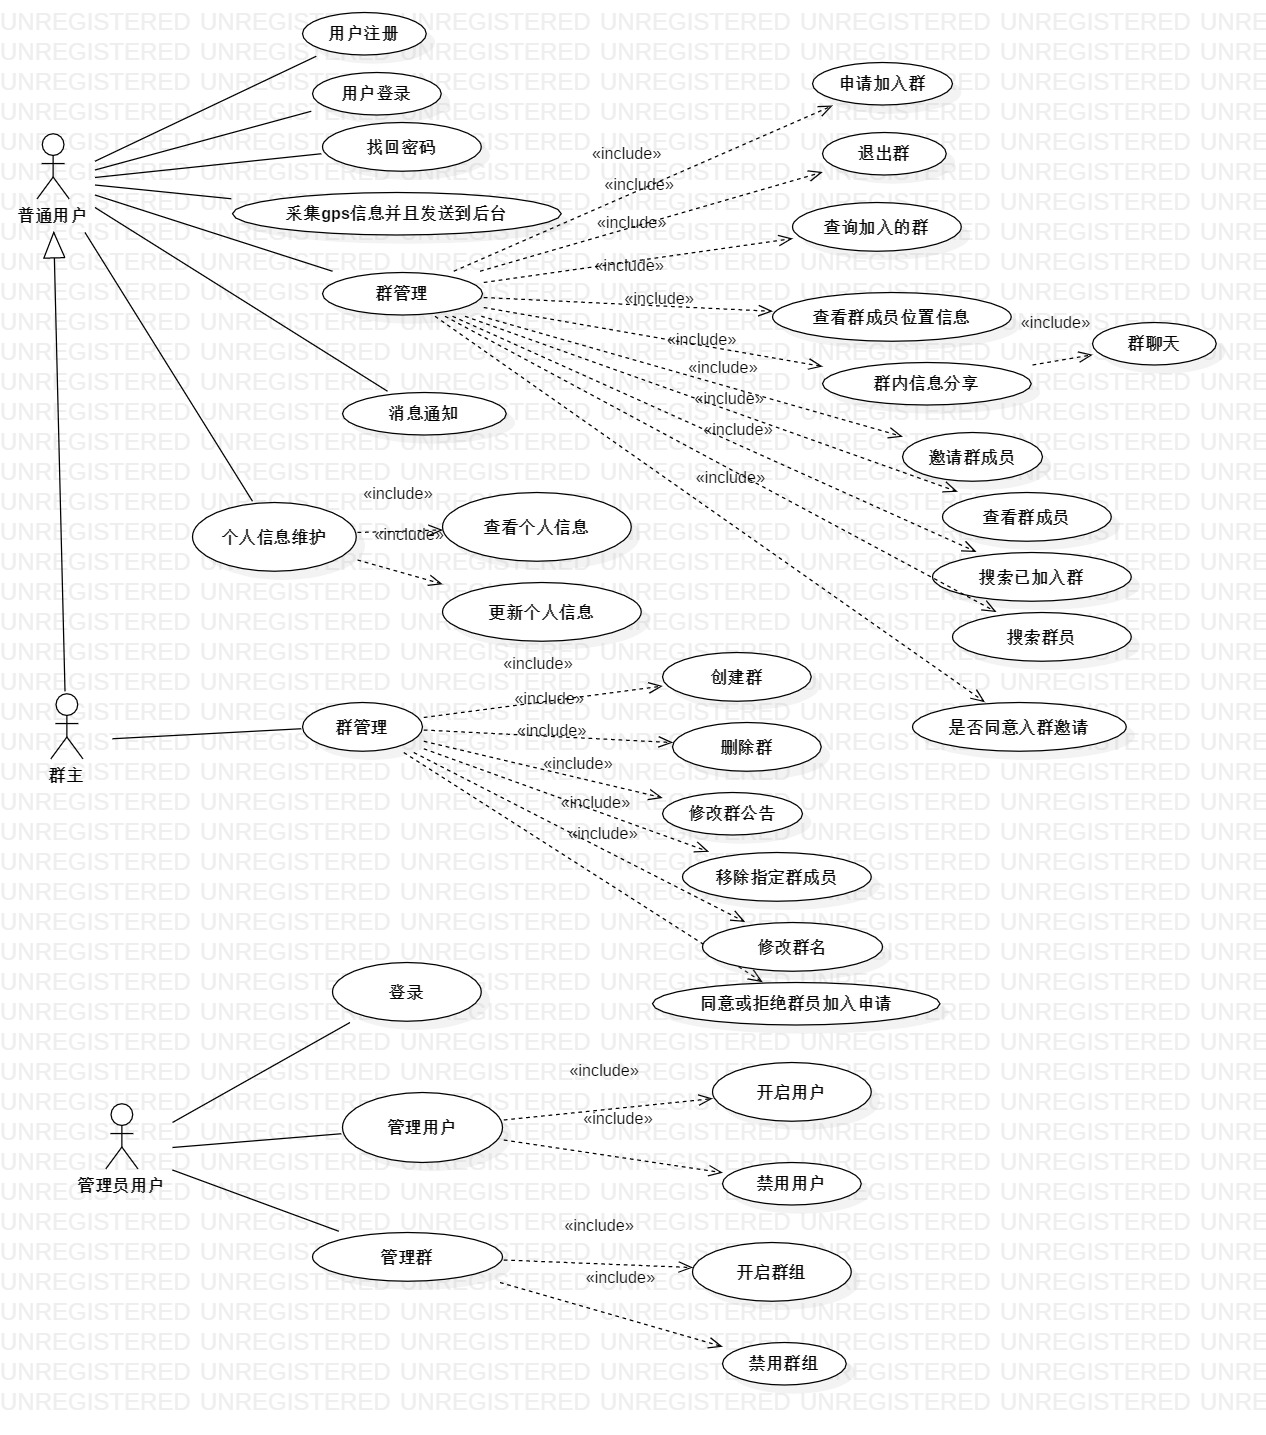 用户注册
用户登录
找回密码
采集gps信息并且发送到后台
普通用户
群管理
消息通知
个人信息维护
«include»
查看个人信息
«include»
更新个人信息
«include»
申请加入群
«include»
退出群
«include»
查询加入的群
«include»
查看群成员位置信息
«include»
群内信息分享
«include»
群聊天
«include»
邀请群成员
«include»
查看群成员
«include»
搜索已加入群
«include»
搜索群员
«include»
是否同意入群邀请
群主
群管理
«include»
创建群
«include»
删除群
«include»
修改群公告
«include»
移除指定群成员
«include»
修改群名
«include»
同意或拒绝群员加入申请
登录
管理员用户
管理用户
«include»
开启用户
«include»
禁用用户
管理群
«include»
开启群组
«include»
禁用群组
UNREGISTERED